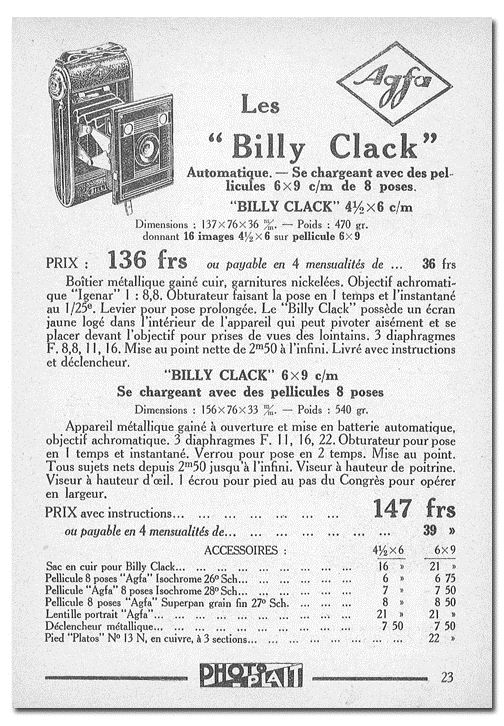 Agfa
Les
"Billy Clack"
Automatique. — Se chargeant avec des pel-
licules 6×9 c/m de 8 poses.
"BILLY CLACK" 4½×6 c/m
Dimensions : 137×76×36 m/m. — Poids : 470 gr.
donnant 16 images 4½×6 sur pellicule 6×9
PRIX : 136 frs ou payable en 4 mensualités de ... 36 frs
Boîtier métallique gainé cuir, garnitures nickelées. Objectif achromati-
que "Igenar" 1 : 8,8. Obturateur faisant la pose en 1 temps et l'instantané
au 1/25º. Levier pour pose prolongée. Le "Billy Clack" possède un écran
jaune logé dans l'intérieur de l'appareil qui peut pivoter aisément et se
placer devant l'objectif pour prises de vues des lointains. 3 diaphragmes
F. 8,8, 11, 16. Mise au point nette de 2m50 à l'infini. Livré avec instructions
et déclencheur.
"BILLY CLACK" 6×9 c/m
Se chargeant avec des pellicules 8 poses
Dimensions : 156×76×33 m/m. — Poids : 540 gr.
Appareil métallique gainé à ouverture et mise en batterie automatique,
objectif achromatique. 3 diaphragmes F. 11, 16, 22. Obturateur pour pose
en 1 temps et instantané. Verrou pour pose en 2 temps. Mise au point.
Tous sujets nets depuis 2m50 jusqu'à l'infini. Viseur à hauteur de poitrine.
Viseur à hauteur d'œil. 1 écrou pour pied au pas du Congrès pour opérer
en largeur.
PRIX avec instructions... ... ... ... ... ... 147 frs
ou payable en 4 mensualités de... ... ... ... ... ... 39 »
ACCESSOIRES : 4½×6 6×9
Sac en cuir pour Billy Clack... ... ... ... ... ... 16 » 21 »
Pellicule 8 poses "Agfa" Isochrome 26º Sch... ... ... ... 6 » 6 75
Pellicule "Agfa" 8 poses Isochrome 28º Sch... ... ... ... 7 » 7 50
Pellicule 8 poses "Agfa" Superpan grain fin 27º Sch. ... ... ... 8 » 8 50
Lentille portrait "Agfa"... ... ... ... ... ... ... 21 » 21 »
Déclencheur métallique... ... ... ... ... ... ... 7 50 7 50
Pied "Platos" Nº 13 N, en cuivre, à 3 sections... ... ... ... ... ... 22 »
PHOTO-PLAIT
23